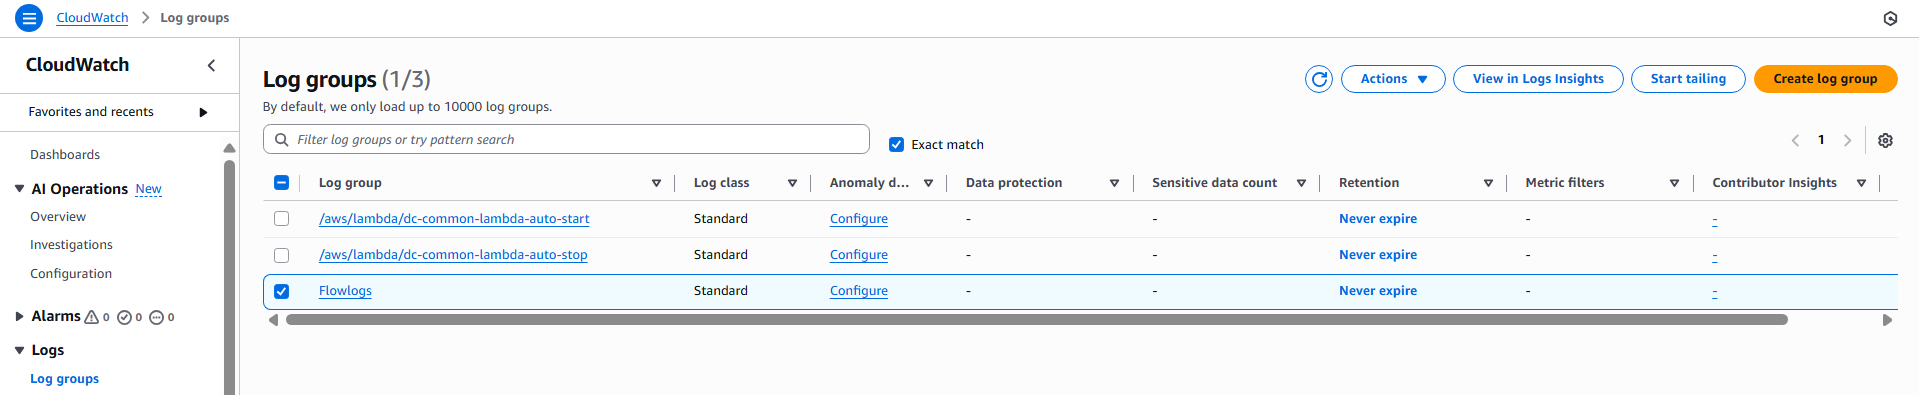 CloudWatch > Log groups
CloudWatch
Favorites and recents
Dashboards
AI Operations New
Overview
Investigations
Configuration
Alarms 0 0 0
Logs
Log groups
Log groups (1/3)
By default, we only load up to 10000 log groups.
Actions View in Logs Insights Start tailing Create log group
Filter log groups or try pattern search Exact match 1
Log group Log class Anomaly d... Data protection Sensitive data count Retention Metric filters Contributor Insights
/aws/lambda/dc-common-lambda-auto-start Standard Configure - - Never expire - -
/aws/lambda/dc-common-lambda-auto-stop Standard Configure - - Never expire - -
Flowlogs Standard Configure - - Never expire - -